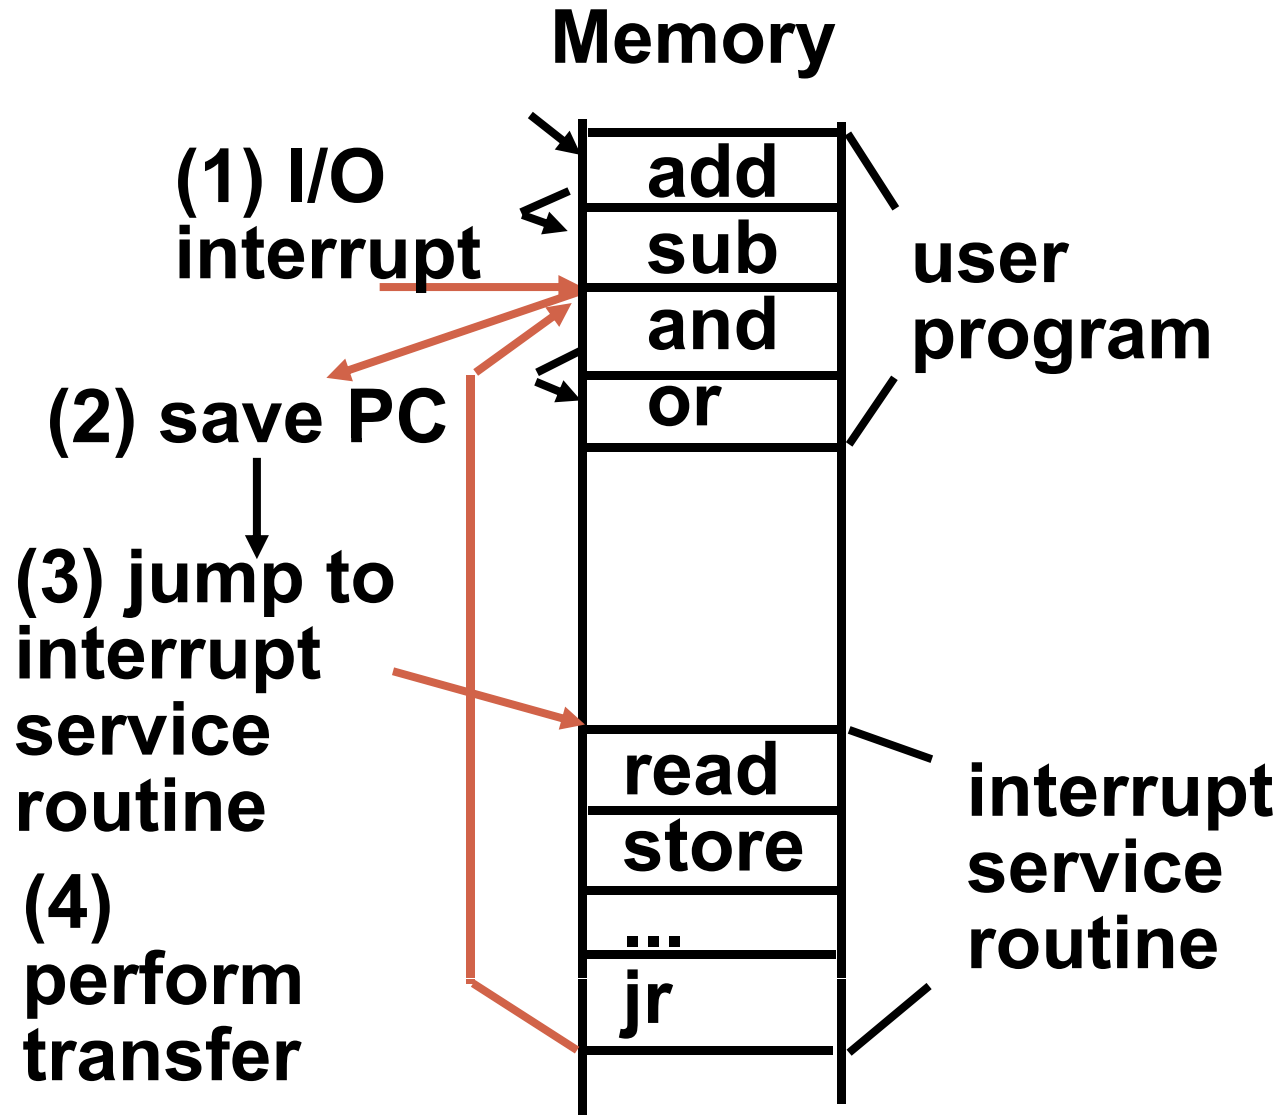 Memory
(1) I/O
interrupt
add
sub
and
or
user
program
(2) save PC
(3) jump to
interrupt
service
routine
read
store
...
jr
interrupt
service
routine
(4)
perform
transfer